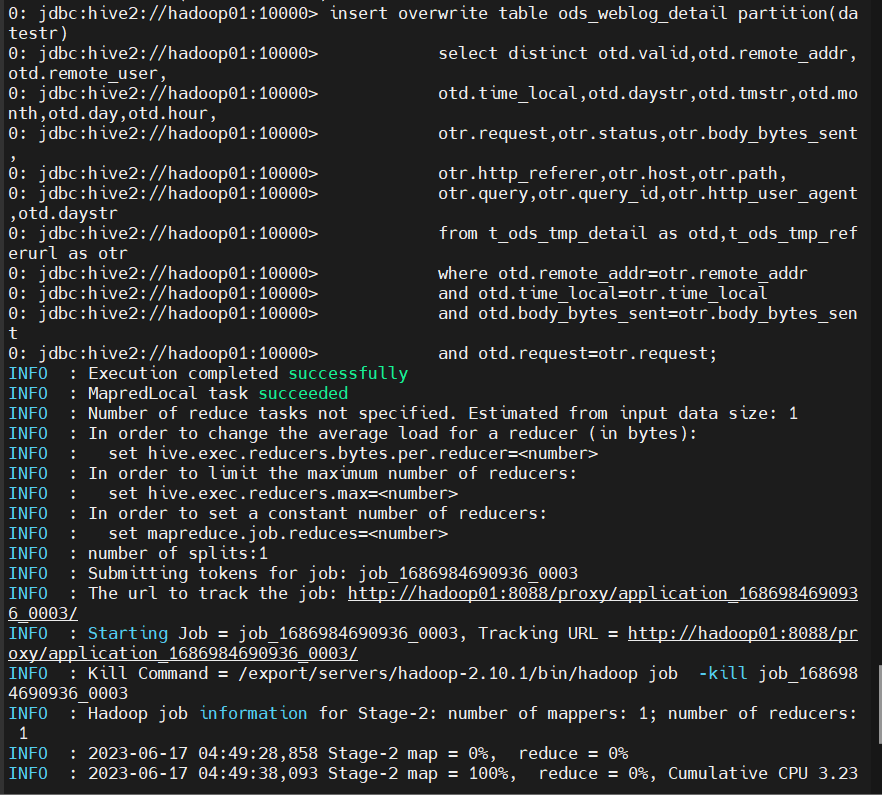 0: jdbc:hive2://hadoop01:10000> insert overwrite table ods_weblog_detail partition(da
testr)
0: jdbc:hive2://hadoop01:10000>            select distinct otd.valid,otd.remote_addr,
otd.remote_user,
0: jdbc:hive2://hadoop01:10000>            otd.time_local,otd.daystr,otd.tmstr,otd.mo
nth,otd.day,otd.hour,
0: jdbc:hive2://hadoop01:10000>            otr.request,otr.status,otr.body_bytes_sent
,
0: jdbc:hive2://hadoop01:10000>            otr.http_referer,otr.host,otr.path,
0: jdbc:hive2://hadoop01:10000>            otr.query,otr.query_id,otr.http_user_agent
,otd.daystr
0: jdbc:hive2://hadoop01:10000>            from t_ods_tmp_detail as otd,t_ods_tmp_ref
erurl as otr
0: jdbc:hive2://hadoop01:10000>            where otd.remote_addr=otr.remote_addr
0: jdbc:hive2://hadoop01:10000>            and otd.time_local=otr.time_local
0: jdbc:hive2://hadoop01:10000>            and otd.body_bytes_sent=otr.body_bytes_sen
t
0: jdbc:hive2://hadoop01:10000>            and otd.request=otr.request;
INFO  : Execution completed successfully
INFO  : MapredLocal task succeeded
INFO  : Number of reduce tasks not specified. Estimated from input data size: 1
INFO  : In order to change the average load for a reducer (in bytes):
INFO  :   set hive.exec.reducers.bytes.per.reducer=<number>
INFO  : In order to limit the maximum number of reducers:
INFO  :   set hive.exec.reducers.max=<number>
INFO  : In order to set a constant number of reducers:
INFO  :   set mapreduce.job.reduces=<number>
INFO  : number of splits:1
INFO  : Submitting tokens for job: job_1686984690936_0003
INFO  : The url to track the job: http://hadoop01:8088/proxy/application_168698469093
6_0003/
INFO  : Starting Job = job_1686984690936_0003, Tracking URL = http://hadoop01:8088/pr
oxy/application_1686984690936_0003/
INFO  : Kill Command = /export/servers/hadoop-2.10.1/bin/hadoop job  -kill job_168698
4690936_0003
INFO  : Hadoop job information for Stage-2: number of mappers: 1; number of reducers:
 1
INFO  : 2023-06-17 04:49:28,858 Stage-2 map = 0%,  reduce = 0%
INFO  : 2023-06-17 04:49:38,093 Stage-2 map = 100%,  reduce = 0%, Cumulative CPU 3.23